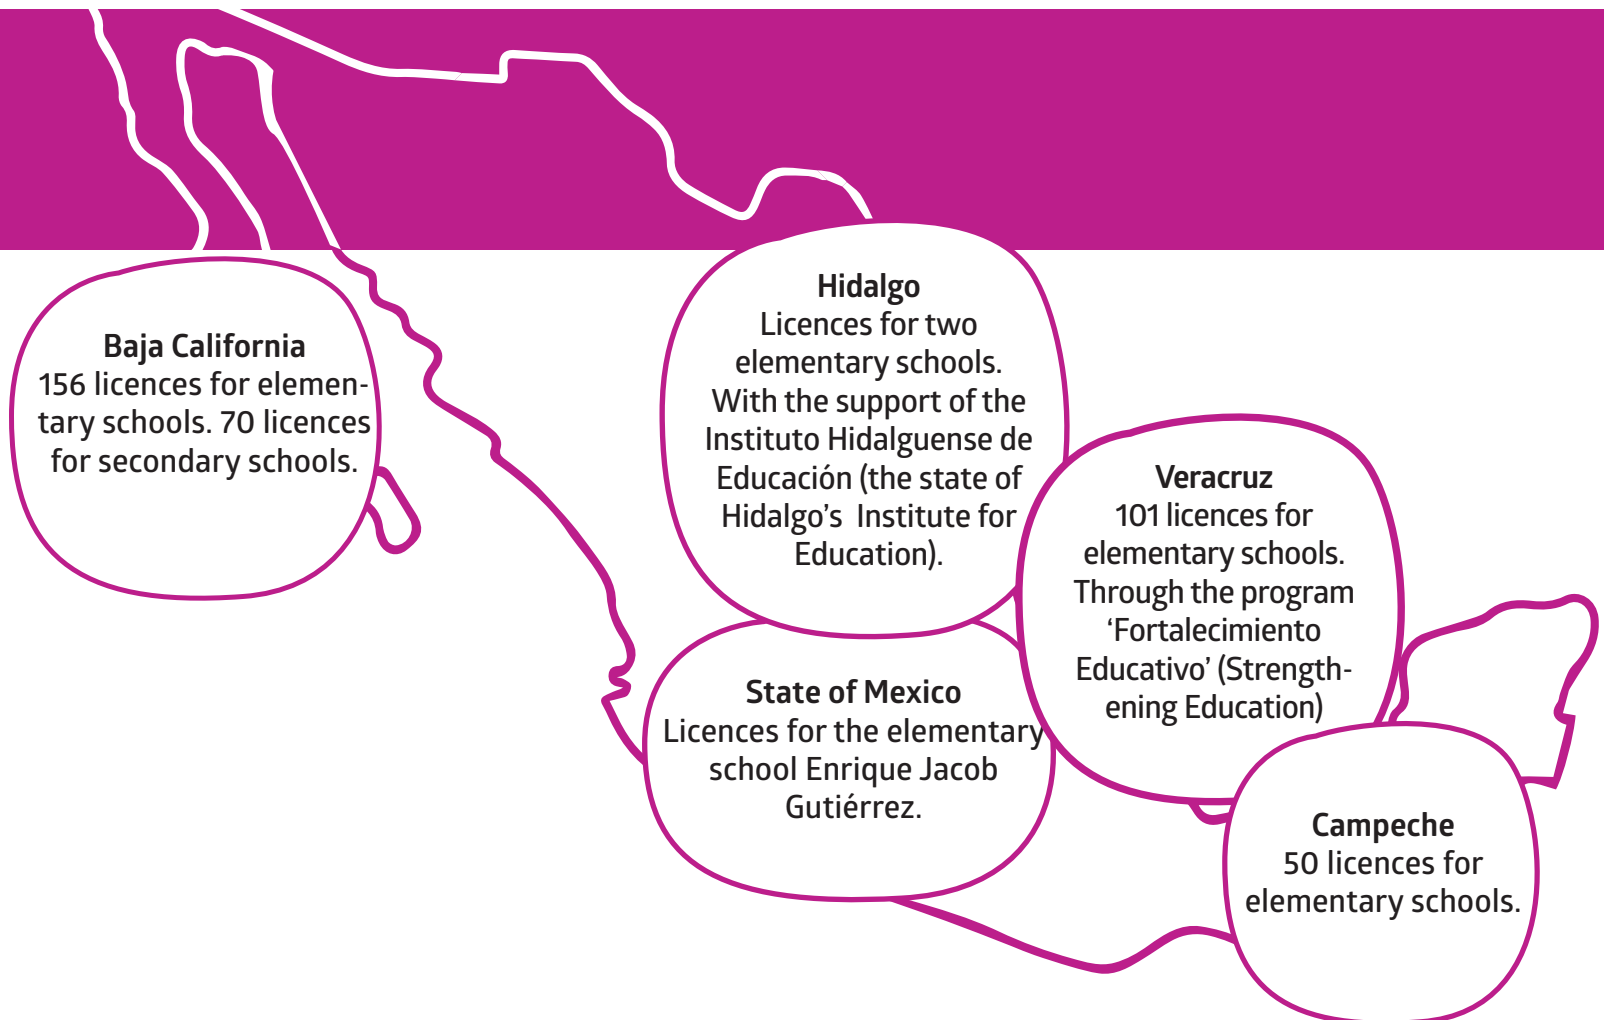 Baja California
156 licences for elemen-
tary schools. 70 licences
for secondary schools.
Hidalgo
Licences for two
elementary schools.
With the support of the
Instituto Hidalguense de
Educación (the state of
Hidalgo's Institute for
Education).
Veracruz
101 licences for
elementary schools.
Through the program
‘Fortalecimiento
Educativo’ (Strength-
ening Education)
State of Mexico
Licences for the elementary
school Enrique Jacob
Gutiérrez.
Campeche
50 licences for
elementary schools.